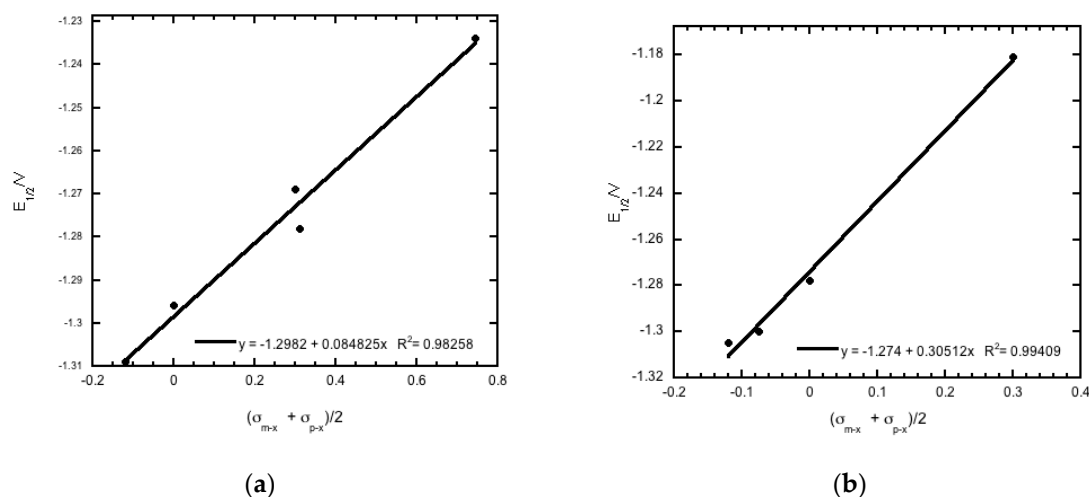 -1.23
-1.24
-1.25
-1.26
-1.27
-1.28
-1.29
-1.3
-1.31
E1/2/V
-0.2 0 0.2 0.4 0.6 0.8
y = -1.2982 + 0.084825x R2= 0.98258
(σm-x + σp-x)/2
(a)
-1.18
-1.2
-1.22
-1.24
-1.26
-1.28
-1.3
-1.32
E1/2/V
-0.2 -0.1 0 0.1 0.2 0.3 0.4
y = -1.274 + 0.30512x R2= 0.99409
(σm-x + σp-x)/2
(b)